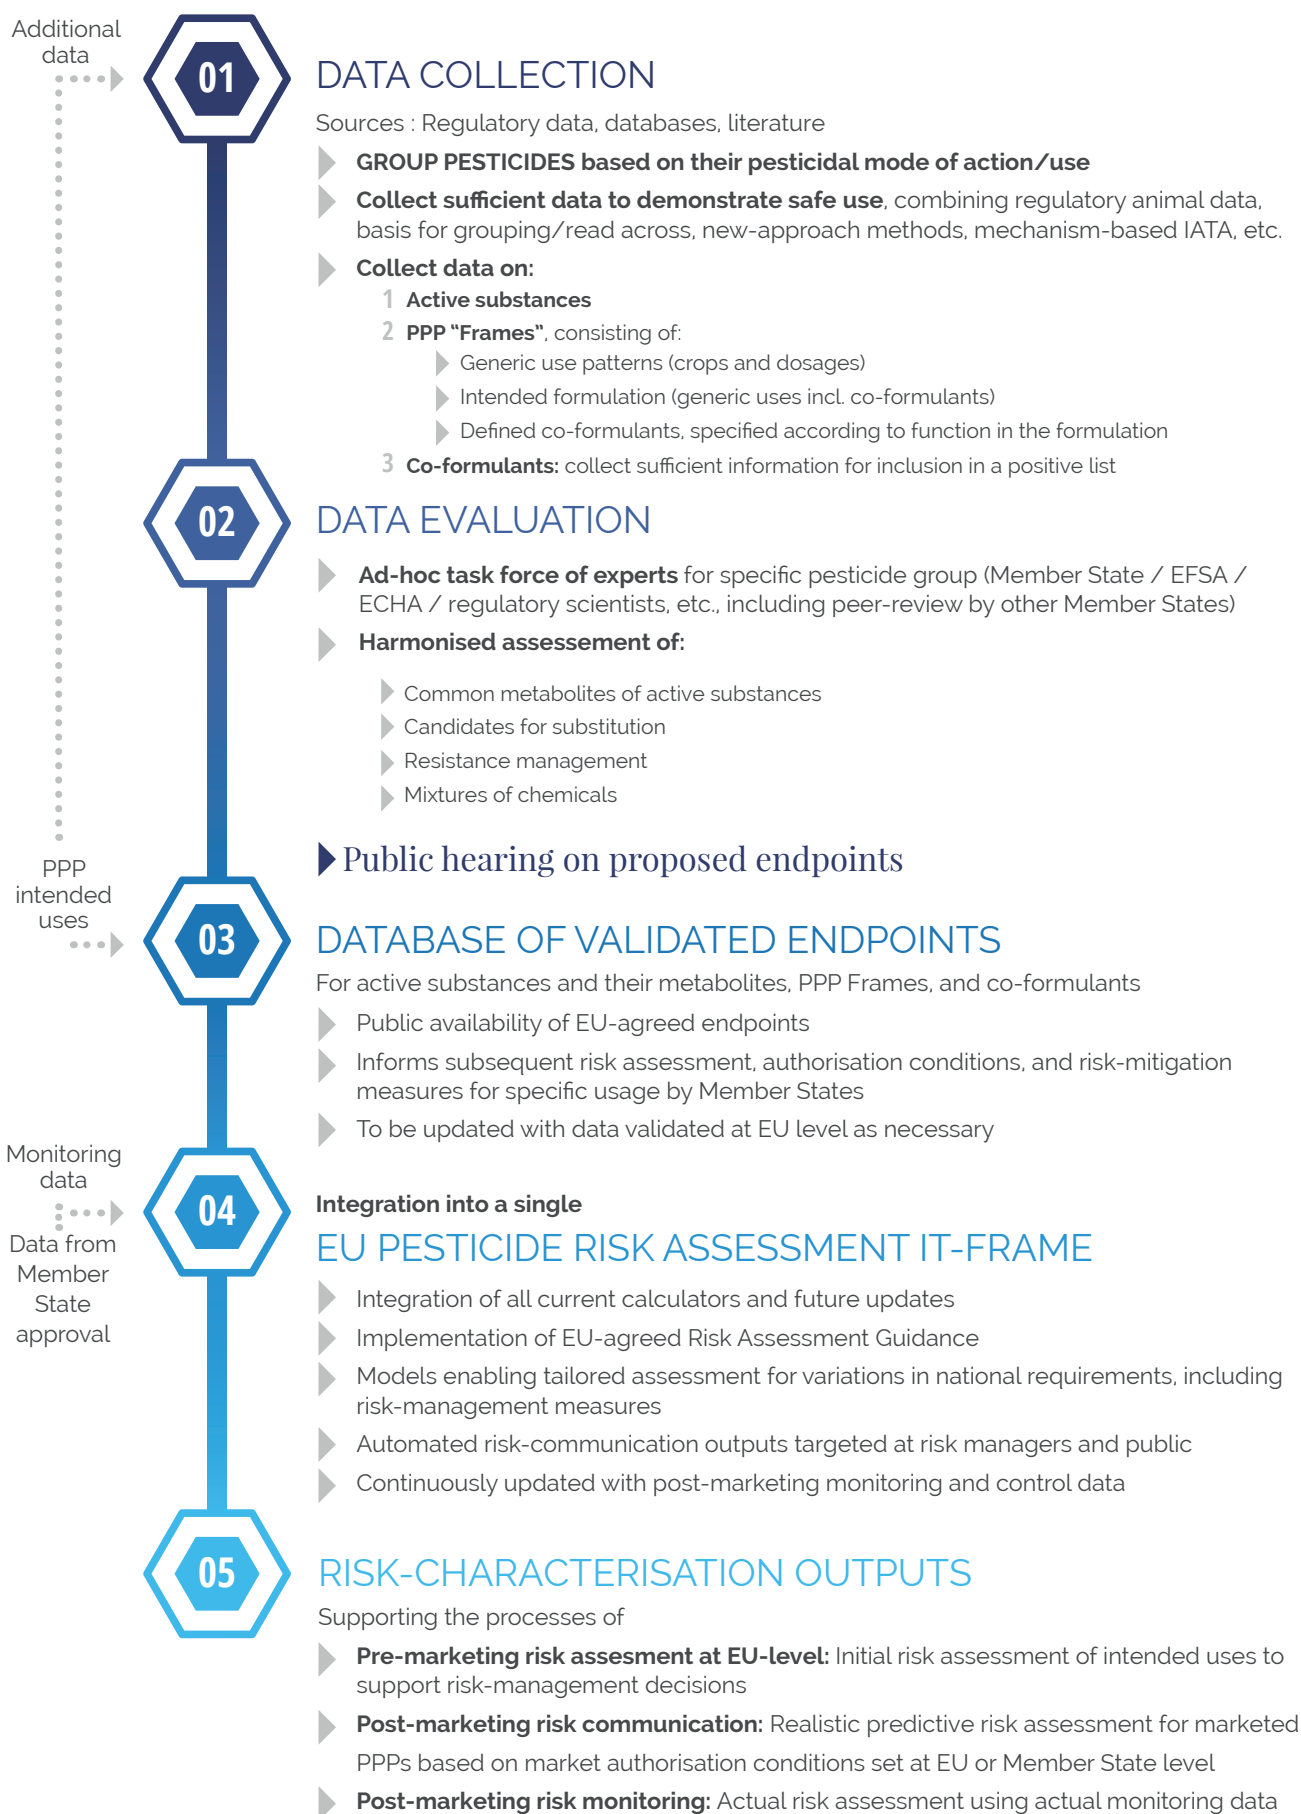 Additional
data
01
DATA COLLECTION
Sources : Regulatory data, databases, literature
GROUP PESTICIDES based on their pesticidal mode of action/use
Collect sufficient data to demonstrate safe use, combining regulatory animal data,
basis for grouping/read across, new-approach methods, mechanism-based IATA, etc.
Collect data on:
1 Active substances
2 PPP “Frames”, consisting of:
Generic use patterns (crops and dosages)
Intended formulation (generic uses incl. co-formulants)
Defined co-formulants, specified according to function in the formulation
3 Co-formulants: collect sufficient information for inclusion in a positive list
02
DATA EVALUATION
Ad-hoc task force of experts for specific pesticide group (Member State / EFSA /
ECHA / regulatory scientists, etc., including peer-review by other Member States)
Harmonised assessement of:
Common metabolites of active substances
Candidates for substitution
Resistance management
Mixtures of chemicals
Public hearing on proposed endpoints
PPP
intended
uses
03
DATABASE OF VALIDATED ENDPOINTS
For active substances and their metabolites, PPP Frames, and co-formulants
Public availability of EU-agreed endpoints
Informs subsequent risk assessment, authorisation conditions, and risk-mitigation
measures for specific usage by Member States
To be updated with data validated at EU level as necessary
Monitoring
data
Data from
Member
State
approval
04
Integration into a single
EU PESTICIDE RISK ASSESSMENT IT-FRAME
Integration of all current calculators and future updates
Implementation of EU-agreed Risk Assessment Guidance
Models enabling tailored assessment for variations in national requirements, including
risk-management measures
Automated risk-communication outputs targeted at risk managers and public
Continuously updated with post-marketing monitoring and control data
05
RISK-CHARACTERISATION OUTPUTS
Supporting the processes of
Pre-marketing risk assesment at EU-level: Initial risk assessment of intended uses to
support risk-management decisions
Post-marketing risk communication: Realistic predictive risk assessment for marketed
PPPs based on market authorisation conditions set at EU or Member State level
Post-marketing risk monitoring: Actual risk assessment using actual monitoring data